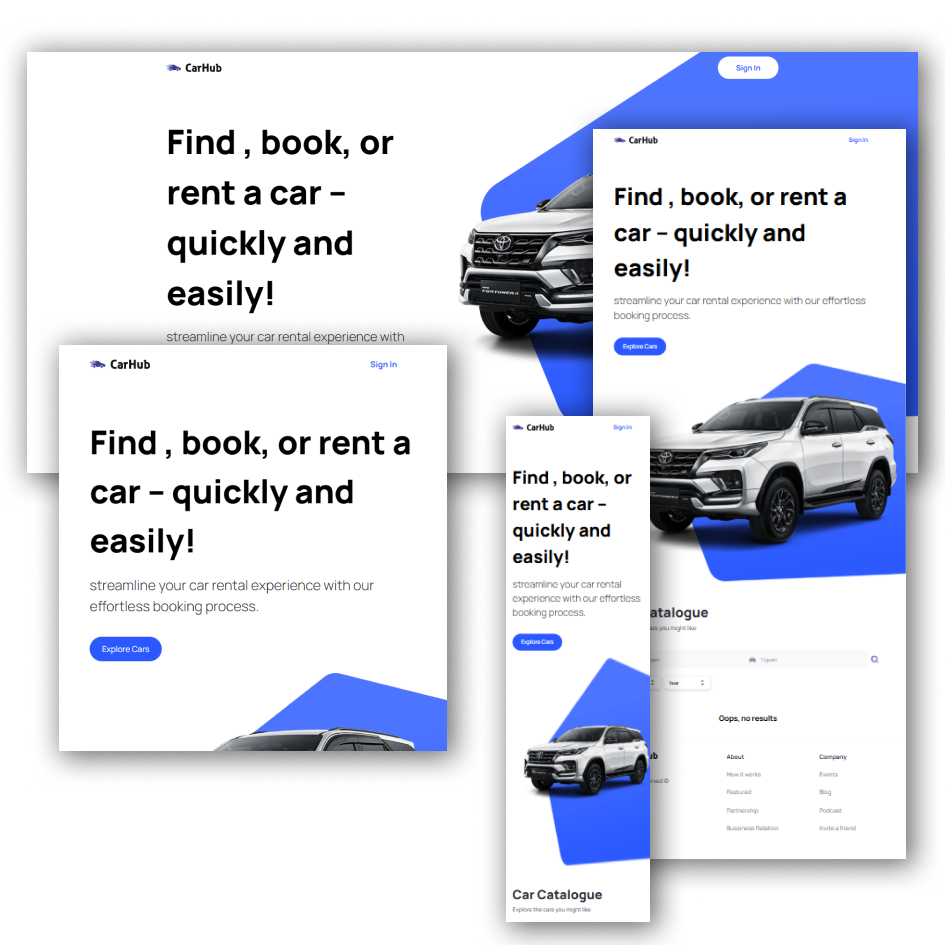 CarHub
Sign In
Find , book, or
rent a car –
quickly and
easily!
streamline your car rental experience with
CarHub
Sign In
Find , book, or rent a
car – quickly and
easily!
streamline your car rental experience with our effortless
booking process.
Explore Cars
atalogue
ars you might like
Tiguan
Year
Oops, no results
ub
About
How it works
Featured
Partnership
Bussiness Relation
Company
Events
Blog
Podcast
Invite a friend
CarHub
Sign In
Find , book, or rent a
car – quickly and
easily!
streamline your car rental experience with our
effortless booking process.
Explore Cars
CarHub
Sign In
Find , book, or
rent a car –
quickly and
easily!
streamline your car rental
experience with our effortless
booking process.
Explore Cars
Car Catalogue
Explore the cars you might like